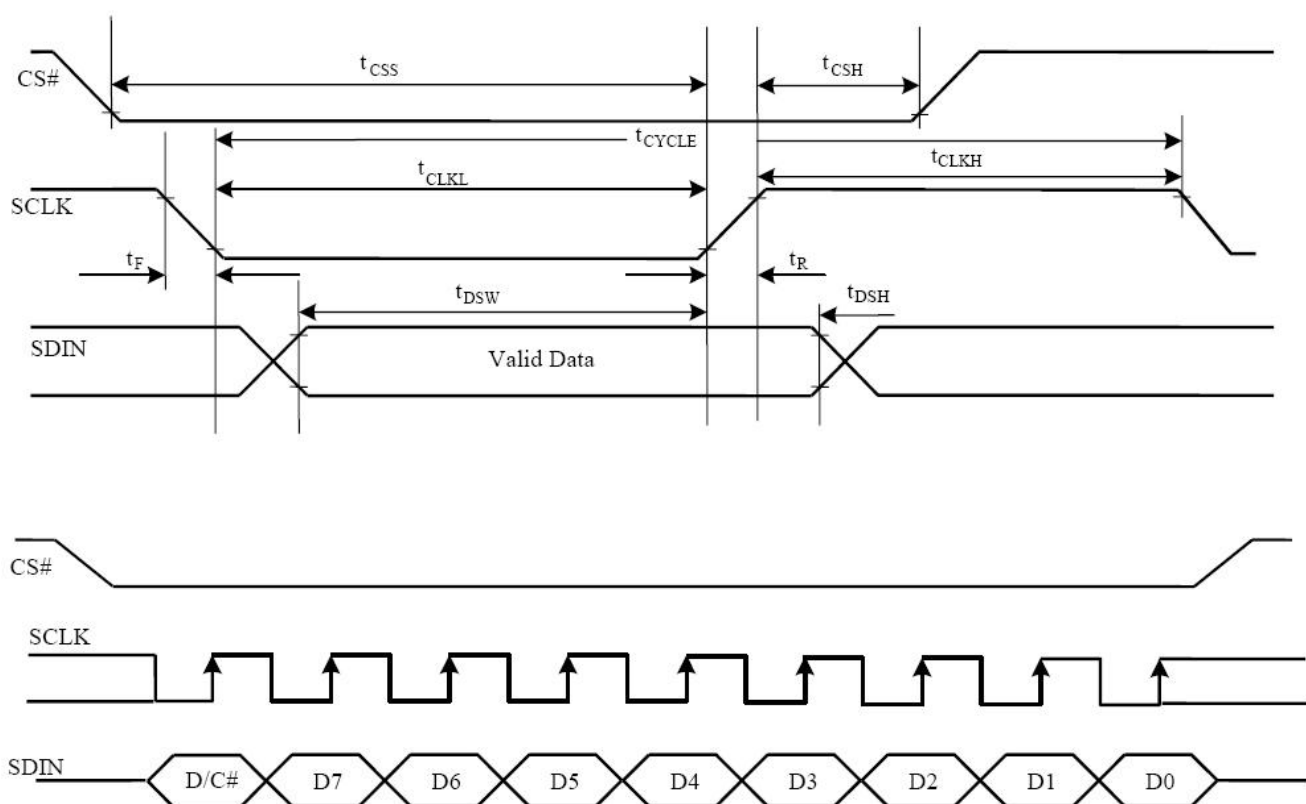 CS#
tCSS
tCSH
tCYCLE
tCLKH
tCLKL
SCLK
tF
tR
tDSW
tDSH
SDIN
Valid Data
CS#
SCLK
SDIN
D/C# D7 D6 D5 D4 D3 D2 D1 D0